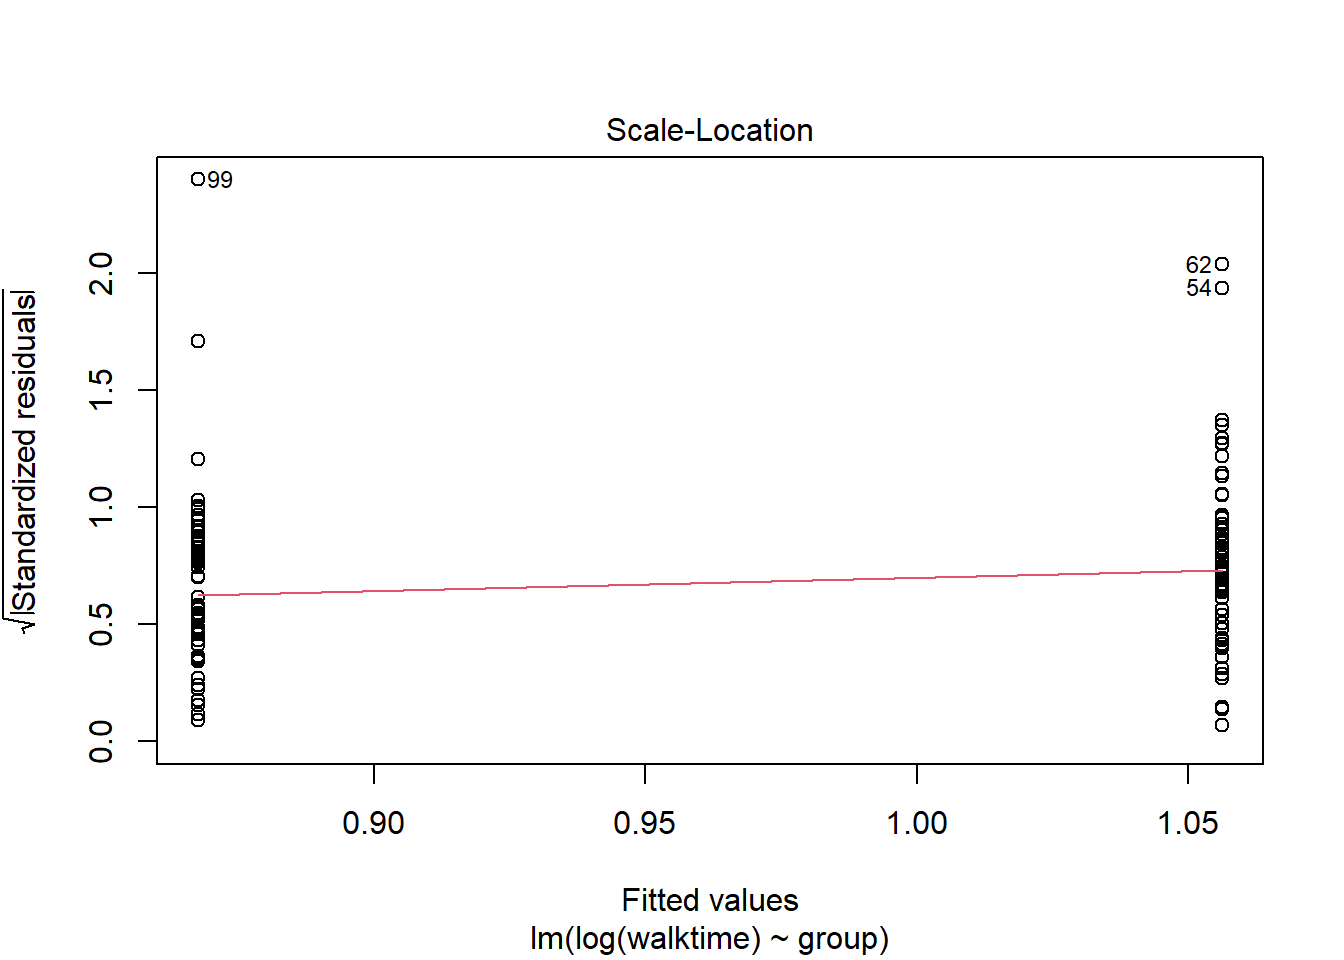 Scale-Location
√|Standardized residuals|
2.0
1.5
1.0
0.5
0.0
99
62
54
0.90 0.95 1.00 1.05
Fitted values
lm(log(walktime) ~ group)